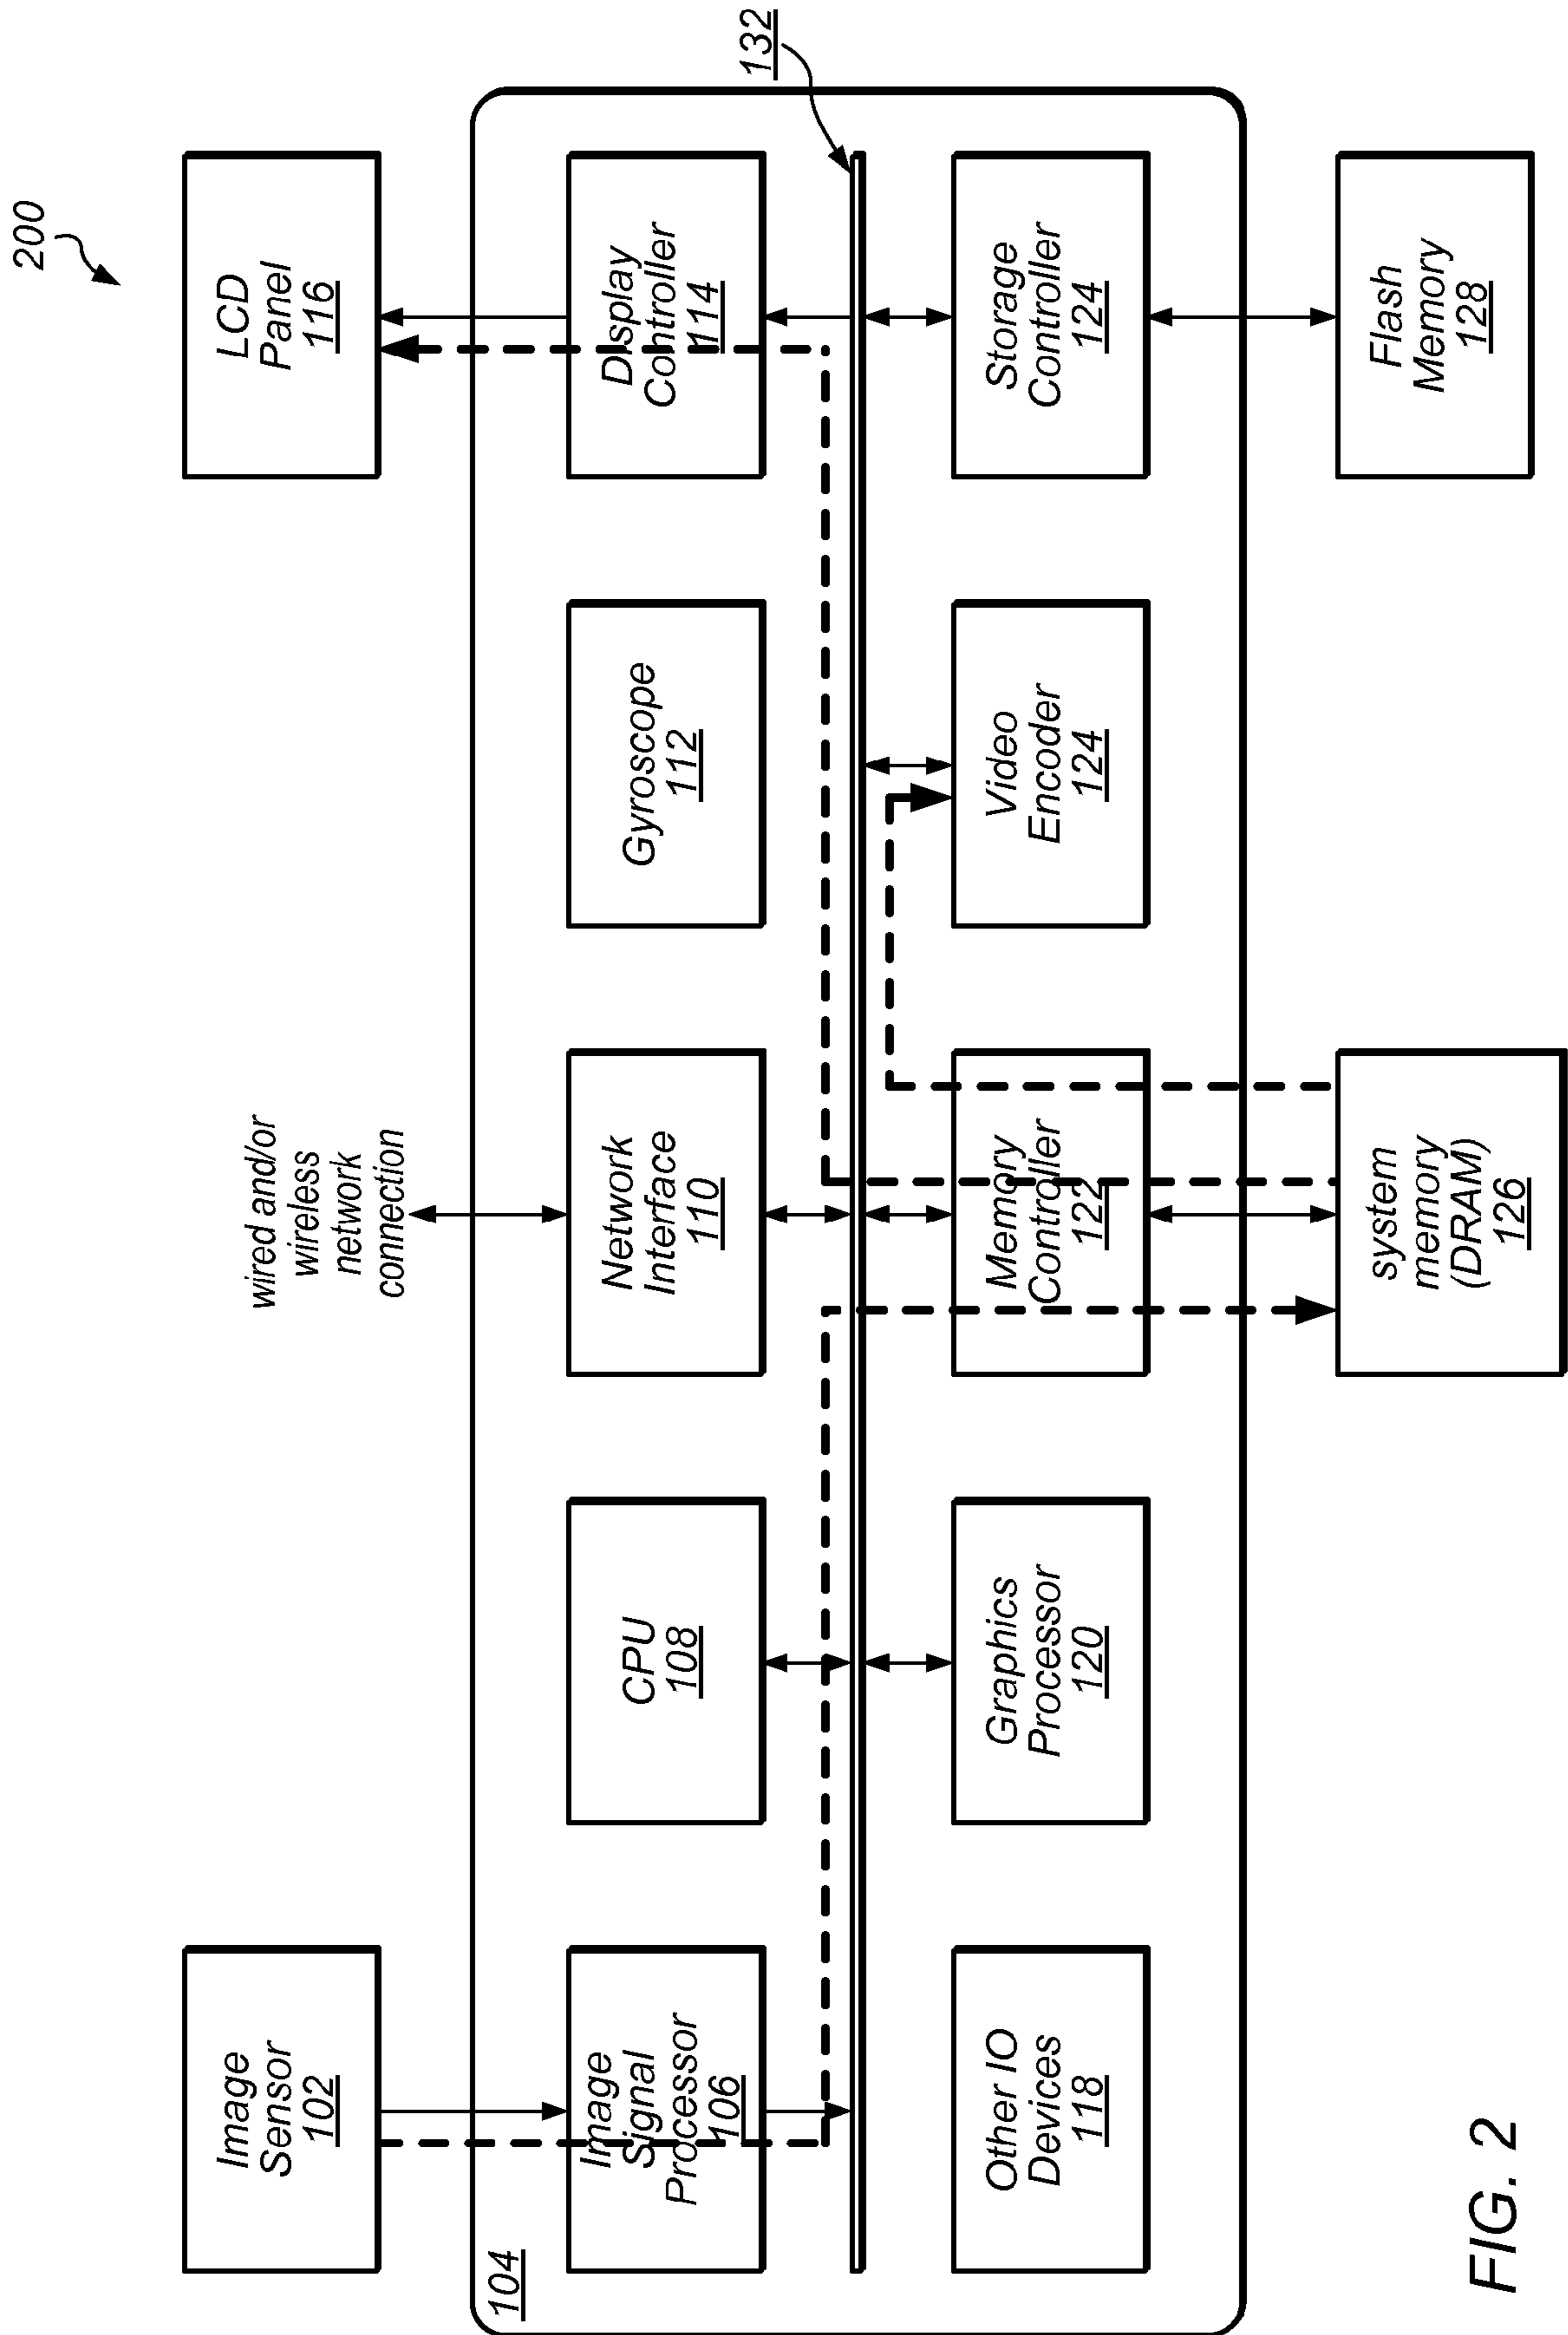 200
Image
Sensor
102
wired and/or
wireless
network
connection
LCD
Panel
116
104
Image
Signal
Processor
106
CPU
108
Network
Interface
110
Gyroscope
112
Display
Controller
114
132
Other IO
Devices
118
Graphics
Processor
120
Memory
Controller
122
Video
Encoder
124
Storage
Controller
124
system
memory
(DRAM)
126
Flash
Memory
128
FIG. 2